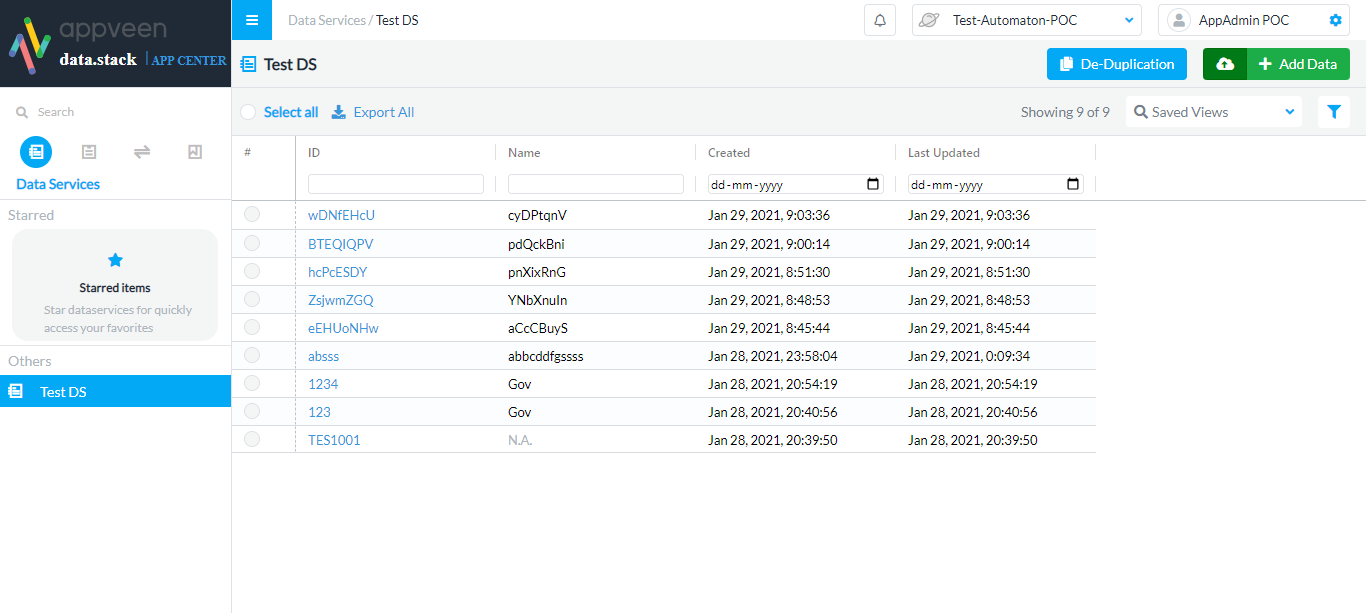 appveen
data.stack | APP CENTER
Data Services / Test DS
Test-Automaton-POC
AppAdmin POC
Test DS
De-Duplication
Add Data
Search
Select all
Export All
Showing 9 of 9
Saved Views
Data Services
Starred
Starred items
Star dataservices for quickly
access your favorites
Others
Test DS
# ID Name Created Last Updated
dd-mm-yyyy dd-mm-yyyy
wDNfEHcU cyDPtqnV Jan 29, 2021, 9:03:36 Jan 29, 2021, 9:03:36
BTEQIQPV pdQckBni Jan 29, 2021, 9:00:14 Jan 29, 2021, 9:00:14
hcPcESDY pnXixRnG Jan 29, 2021, 8:51:30 Jan 29, 2021, 8:51:30
ZsjwmZGQ YNbXnuIn Jan 29, 2021, 8:48:53 Jan 29, 2021, 8:48:53
eEHUoNHw aCcCBuyS Jan 29, 2021, 8:45:44 Jan 29, 2021, 8:45:44
absss abbcddfgssss Jan 28, 2021, 23:58:04 Jan 29, 2021, 0:09:34
1234 Gov Jan 28, 2021, 20:54:19 Jan 28, 2021, 20:54:19
123 Gov Jan 28, 2021, 20:40:56 Jan 28, 2021, 20:40:56
TES1001 N.A. Jan 28, 2021, 20:39:50 Jan 28, 2021, 20:39:50